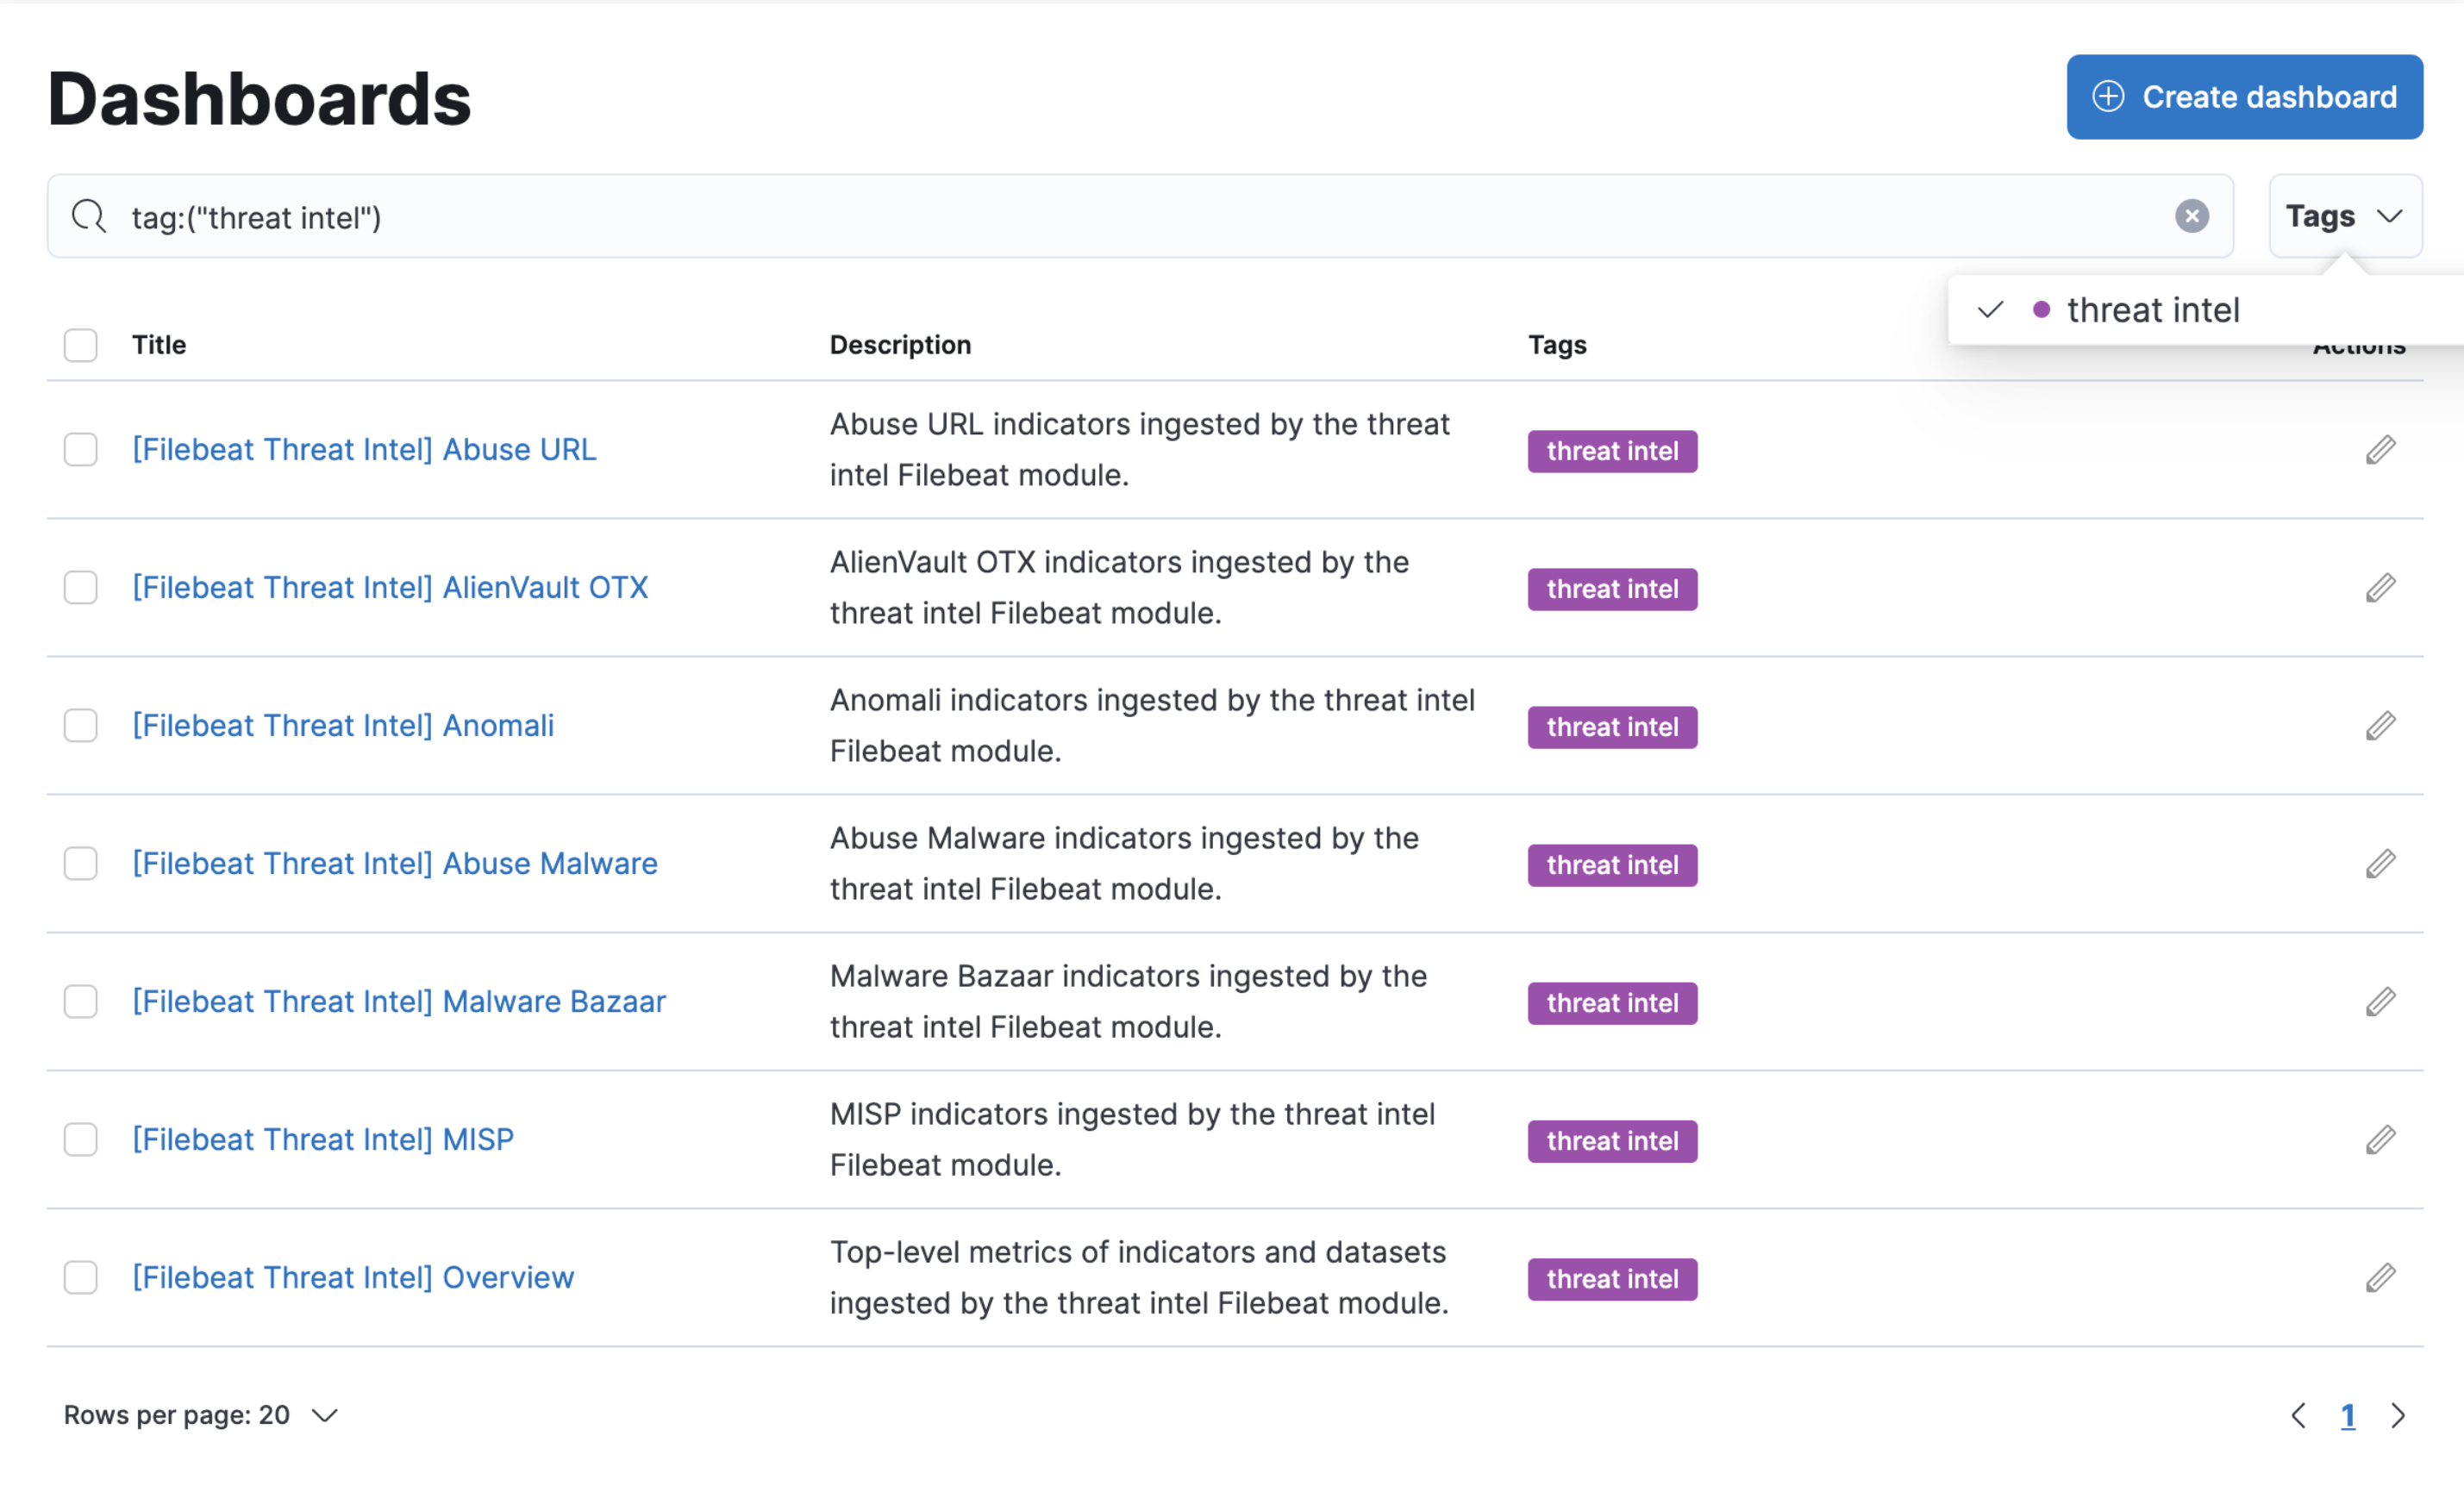 Dashboards
Create dashboard
tag:("threat intel")
Tags
threat intel
Title
Description
Tags
Actions
[Filebeat Threat Intel] Abuse URL
Abuse URL indicators ingested by the threat
intel Filebeat module.
threat intel
[Filebeat Threat Intel] AlienVault OTX
AlienVault OTX indicators ingested by the
threat intel Filebeat module.
threat intel
[Filebeat Threat Intel] Anomali
Anomali indicators ingested by the threat intel
Filebeat module.
threat intel
[Filebeat Threat Intel] Abuse Malware
Abuse Malware indicators ingested by the
threat intel Filebeat module.
threat intel
[Filebeat Threat Intel] Malware Bazaar
Malware Bazaar indicators ingested by the
threat intel Filebeat module.
threat intel
[Filebeat Threat Intel] MISP
MISP indicators ingested by the threat intel
Filebeat module.
threat intel
[Filebeat Threat Intel] Overview
Top-level metrics of indicators and datasets
ingested by the threat intel Filebeat module.
threat intel
Rows per page: 20
1